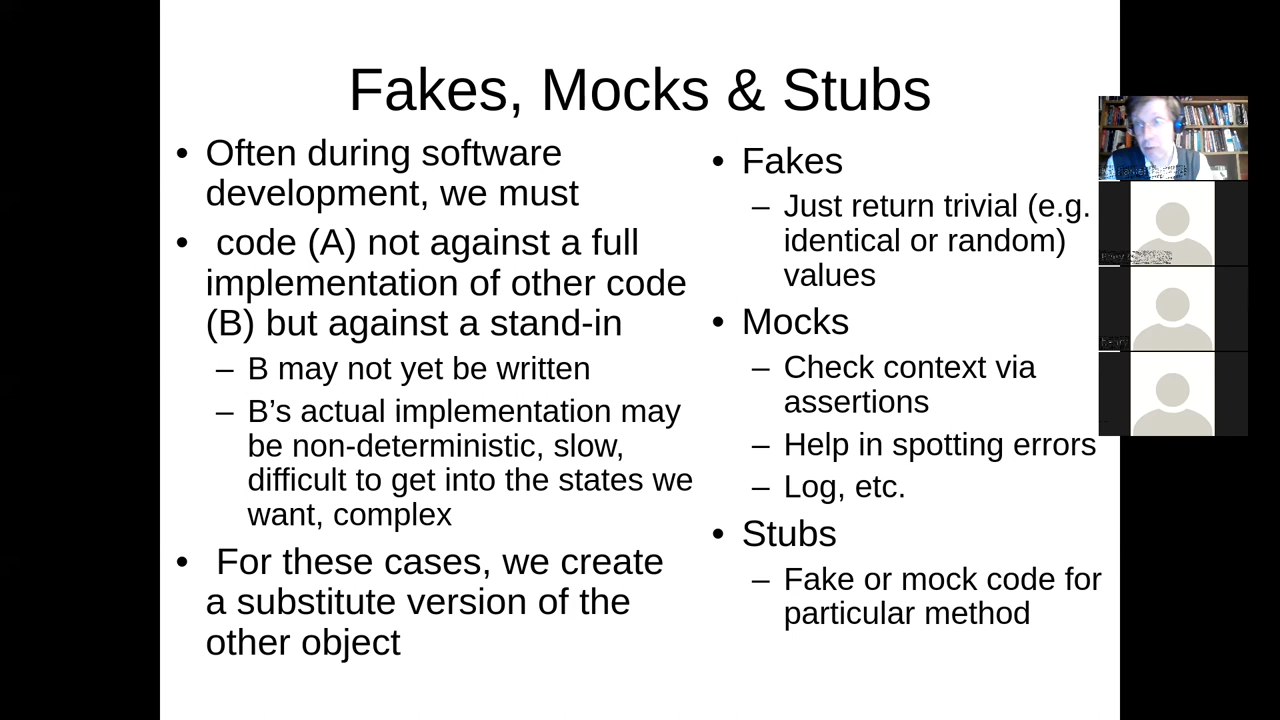 Fakes, Mocks & Stubs
• Often during software
development, we must
• code (A) not against a full
implementation of other code
(B) but against a stand-in
– B may not yet be written
– B’s actual implementation may
be non-deterministic, slow,
difficult to get into the states we
want, complex
• For these cases, we create
a substitute version of the
other object
• Fakes
– Just return trivial (e.g.
identical or random)
values
• Mocks
– Check context via
assertions
– Help in spotting errors
– Log, etc.
• Stubs
– Fake or mock code for
particular method